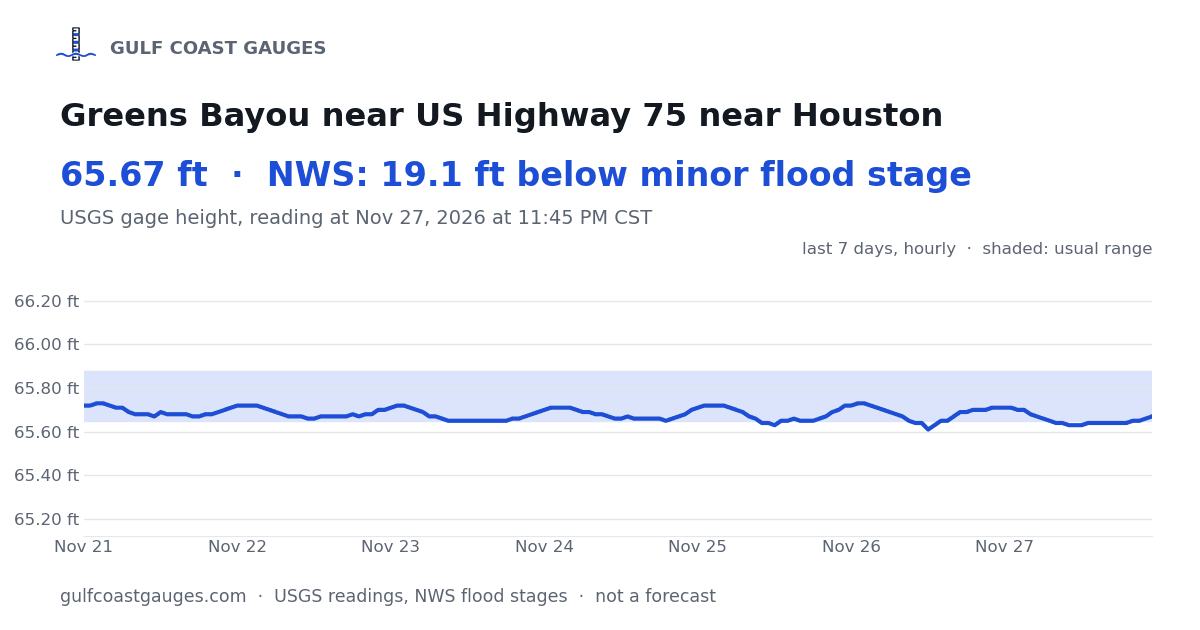 GULF COAST GAUGES
Greens Bayou near US Highway 75 near Houston
65.67 ft · NWS: 19.1 ft below minor flood stage
USGS gage height, reading at Nov 27, 2026 at 11:45 PM CST
last 7 days, hourly · shaded: usual range
66.20 ft
66.00 ft
65.80 ft
65.60 ft
65.40 ft
65.20 ft
Nov 21 Nov 22 Nov 23 Nov 24 Nov 25 Nov 26 Nov 27
gulfcoastgauges.com · USGS readings, NWS flood stages · not a forecast